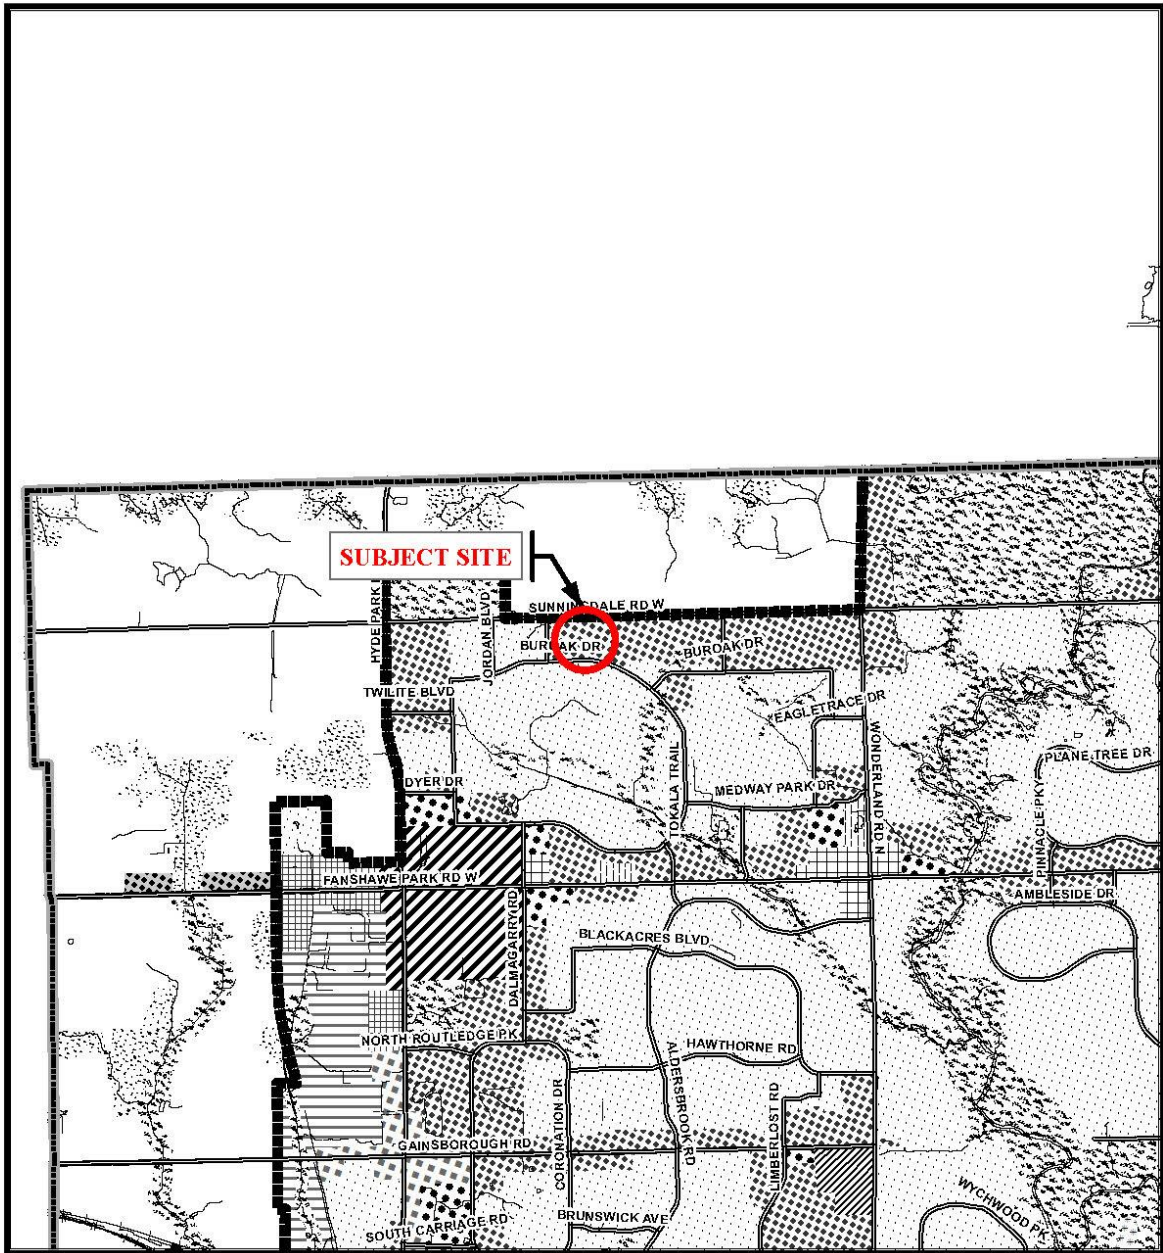 SUBJECT SITE
SUNNINGDALE RD W
HYDE PARK
JORDAN BLVD
BUROAK DR
BUROAK DR
TWILITE BLVD
EAGLETRACE DR
WONDERLAND RD N
PLANE TREE DR
TOKALA TRAIL
DYER DR
MEDWAY PARK DR
PINNACLE PKY
FANSHAWE PARK RD W
AMBLESIDE DR
DALMAGARRY RD
BLACKACRES BLVD
NORTH ROUTLEDGE PK
HAWTHORNE RD
ALDERSBROOK RD
CORONATION DR
LIMBERLOST RD
GAINSBOROUGH RD
WYCHWOOD PK
SOUTH CARRIAGE RD
BRUNSWICK AVE